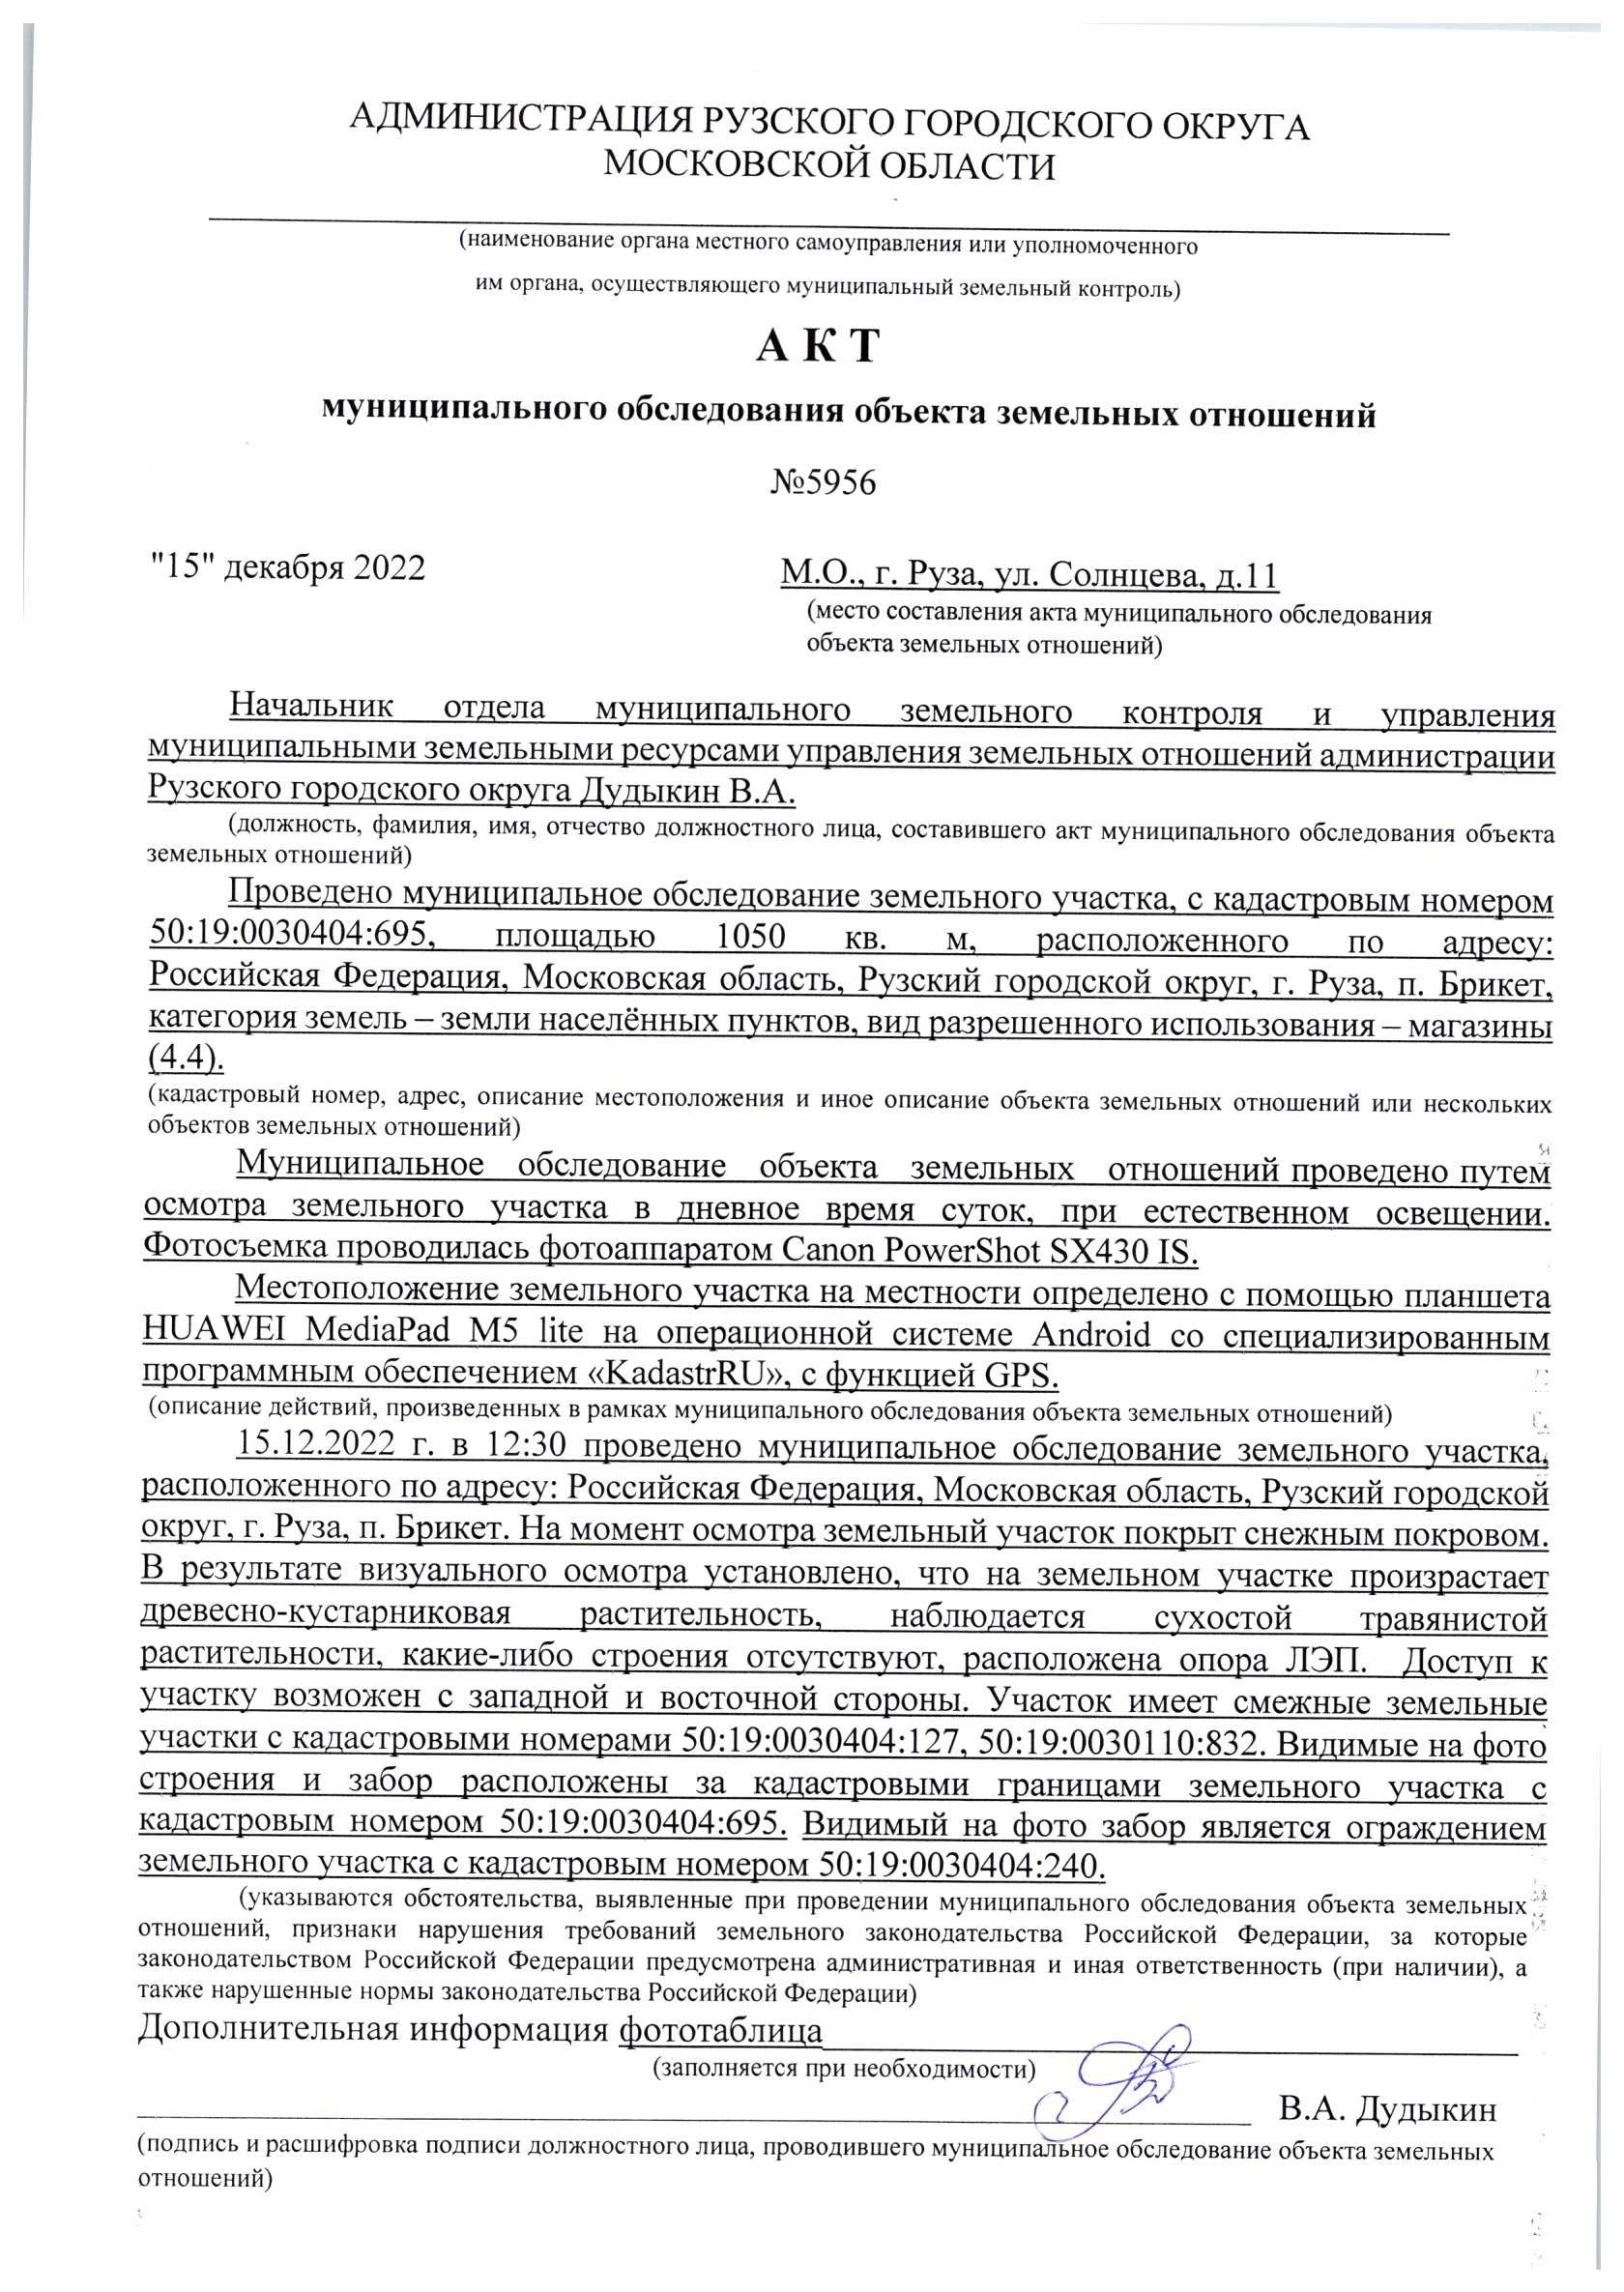 АДМИНИСТРАЦИЯ РУЗСКОГО ГОРОДСКОГО ОКРУГА
МОСКОВСКОЙ ОБЛАСТИ
(наименование органа местного самоуправления или уполномоченного
им органа, осуществляющего муниципальный земельный контроль)
А К Т
муниципального обследования объекта земельных отношений
№5956
"15" декабря 2022
М.О., г. Руза, ул. Солнцева, д.11
(место составления акта муниципального обследования
объекта земельных отношений)
Начальник отдела муниципального земельного контроля и управления
муниципальными земельными ресурсами управления земельных отношений администрации
Рузского городского округа Дудыкин В.А.
(должность, фамилия, имя, отчество должностного лица, составившего акт муниципального обследования объекта
земельных отношений)
Проведено муниципальное обследование земельного участка, с кадастровым номером
50:19:0030404:695, площадью 1050 кв. м, расположенного по адресу:
Российская Федерация, Московская область, Рузский городской округ, г. Руза, п. Брикет,
категория земель – земли населённых пунктов, вид разрешенного использования – магазины
(4.4).
(кадастровый номер, адрес, описание местоположения и иное описание объекта земельных отношений или нескольких
объектов земельных отношений)
Муниципальное обследование объекта земельных отношений проведено путем
осмотра земельного участка в дневное время суток, при естественном освещении.
Фотосъемка проводилась фотоаппаратом Canon PowerShot SX430 IS.
Местоположение земельного участка на местности определено с помощью планшета
HUAWEI MediaPad M5 lite на операционной системе Android со специализированным
программным обеспечением «KadastrRU», с функцией GPS.
(описание действий, произведенных в рамках муниципального обследования объекта земельных отношений)
15.12.2022 г. в 12:30 проведено муниципальное обследование земельного участка,
расположенного по адресу: Российская Федерация, Московская область, Рузский городской
округ, г. Руза, п. Брикет. На момент осмотра земельный участок покрыт снежным покровом.
В результате визуального осмотра установлено, что на земельном участке произрастает
древесно-кустарниковая растительность, наблюдается сухостой травянистой
растительности, какие-либо строения отсутствуют, расположена опора ЛЭП. Доступ к
участку возможен с западной и восточной стороны. Участок имеет смежные земельные
участки с кадастровыми номерами 50:19:0030404:127, 50:19:0030110:832. Видимые на фото
строения и забор расположены за кадастровыми границами земельного участка с
кадастровым номером 50:19:0030404:695. Видимый на фото забор является ограждением
земельного участка с кадастровым номером 50:19:0030404:240.
(указываются обстоятельства, выявленные при проведении муниципального обследования объекта земельных
отношений, признаки нарушения требований земельного законодательства Российской Федерации, за которые
законодательством Российской Федерации предусмотрена административная и иная ответственность (при наличии), а
также нарушенные нормы законодательства Российской Федерации)
Дополнительная информация фототаблица
(заполняется при необходимости)
В.А. Дудыкин
(подпись и расшифровка подписи должностного лица, проводившего муниципальное обследование объекта земельных
отношений)